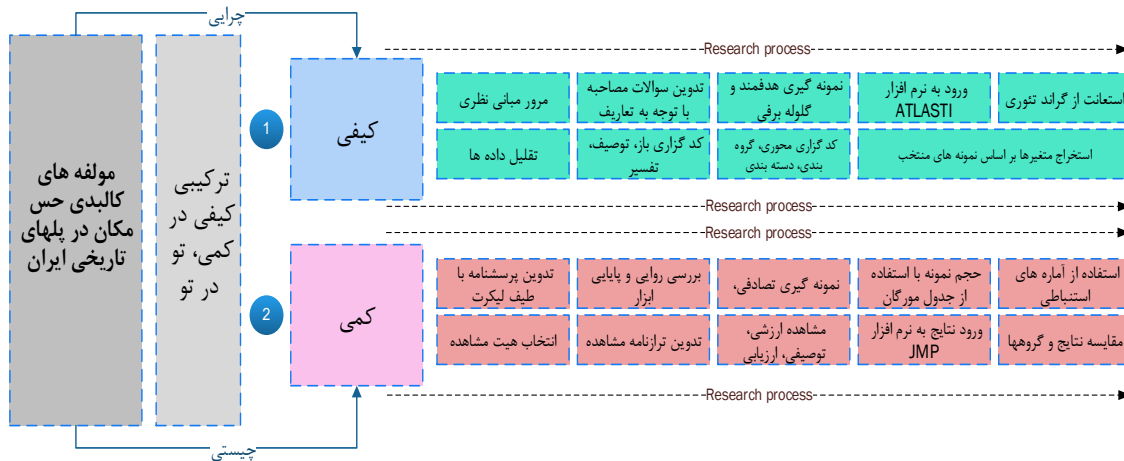 چرایی
مولفه های
کالبدی حس
مکان در پلهای
تاریخی ایران
ترکیبی
کیفی در
کمی، تو
در تو
چیستی
1
کیفی
Research process
مرور مبانی نظری
تدوین سوالات مصاحبه
با توجه به تعاریف
نمونه گیری هدفمند و
گلوله برفی
ورود به نرم افزار
ATLASTI
استعانت از گراند تئوری
تقلیل داده ها
کد گزاری باز، توصیف،
تفسیر
کد گزاری محوری، گروه
بندی، دسته بندی
استخراج متغیرها بر اساس نمونه های منتخب
Research process
2
کمی
Research process
تدوین پرسشنامه با
طیف لیکرت
بررسی روایی و پایایی
ابزار
نمونه گیری تصادفی،
حجم نمونه با استفاده
از جدول مورگان
استفاده از آماره های
استنباطی
انتخاب هیت مشاهده
تدوین ترازنامه مشاهده
مشاهده ارزشی،
توصیفی، ارزیابی
ورود نتایج به نرم افزار
JMP
مقایسه نتایج و گروهها
Research process